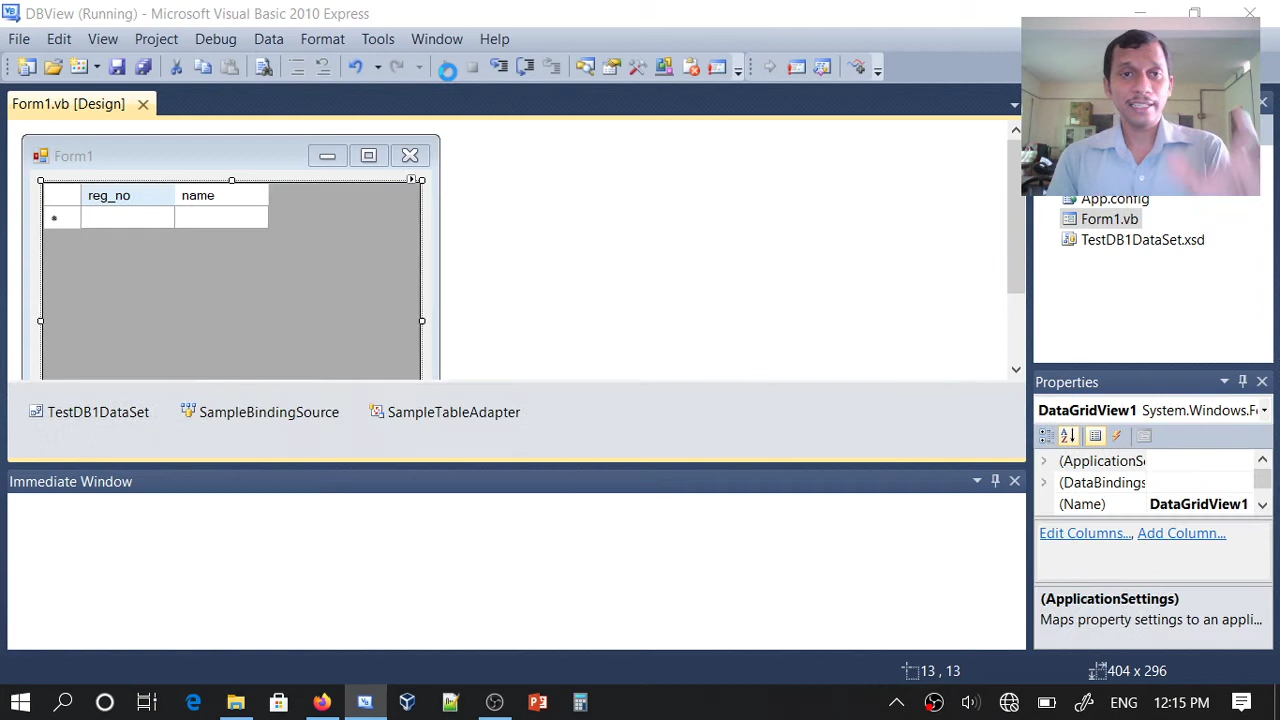 DBView (Running) - Microsoft Visual Basic 2010 Express
File Edit View Project Debug Data Format Tools Window Help
Form1.vb [Design]
Form1
reg_no name
TestDB1DataSet SampleBindingSource SampleTableAdapter
Immediate Window
App.config
Form1.vb
TestDB1DataSet.xsd
Properties
DataGridView1 System.Windows.F
(ApplicationSe
(DataBindings
(Name) DataGridView1
Edit Columns..., Add Column...
(ApplicationSettings)
Maps property settings to an appli...
13 , 13 404 x 296
ENG 12:15 PM